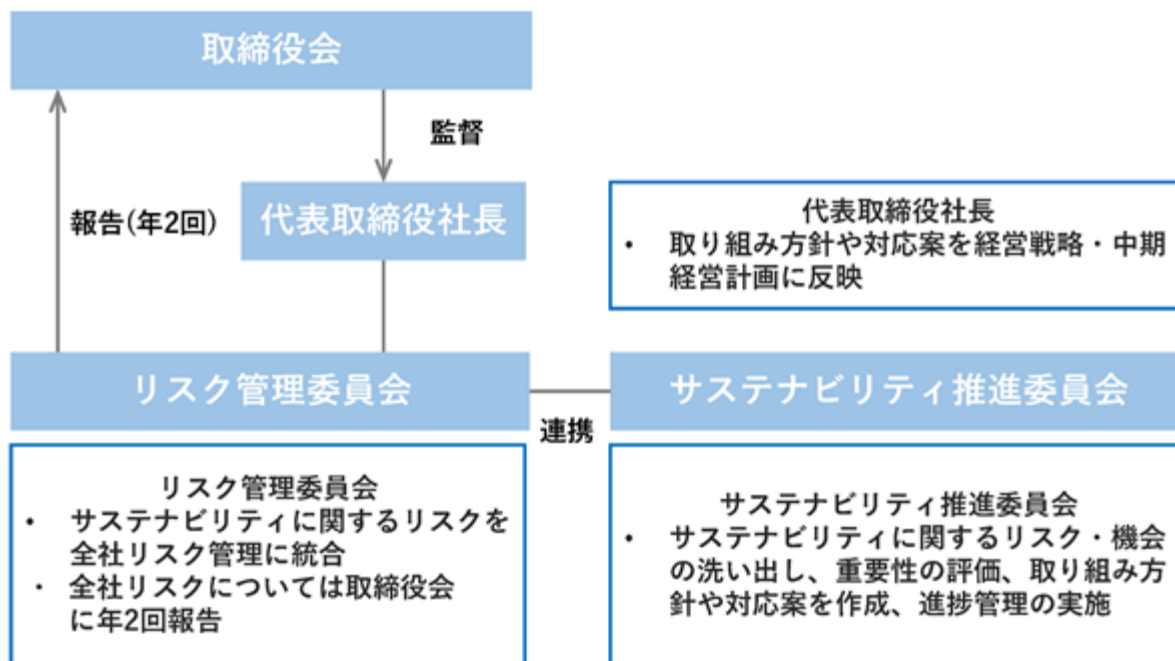 取締役会
監督
代表取締役社長
報告(年2回)
代表取締役社長
• 取り組み方針や対応案を経営戦略・中期
経営計画に反映
リスク管理委員会
連携
サステナビリティ推進委員会
リスク管理委員会
• サステナビリティに関するリスクを
全社リスク管理に統合
・ 全社リスクについては取締役会
に年2回報告
サステナビリティ推進委員会
• サステナビリティに関するリスク・機会
の洗い出し、重要性の評価、取り組み方
針や対応案を作成、進捗管理の実施